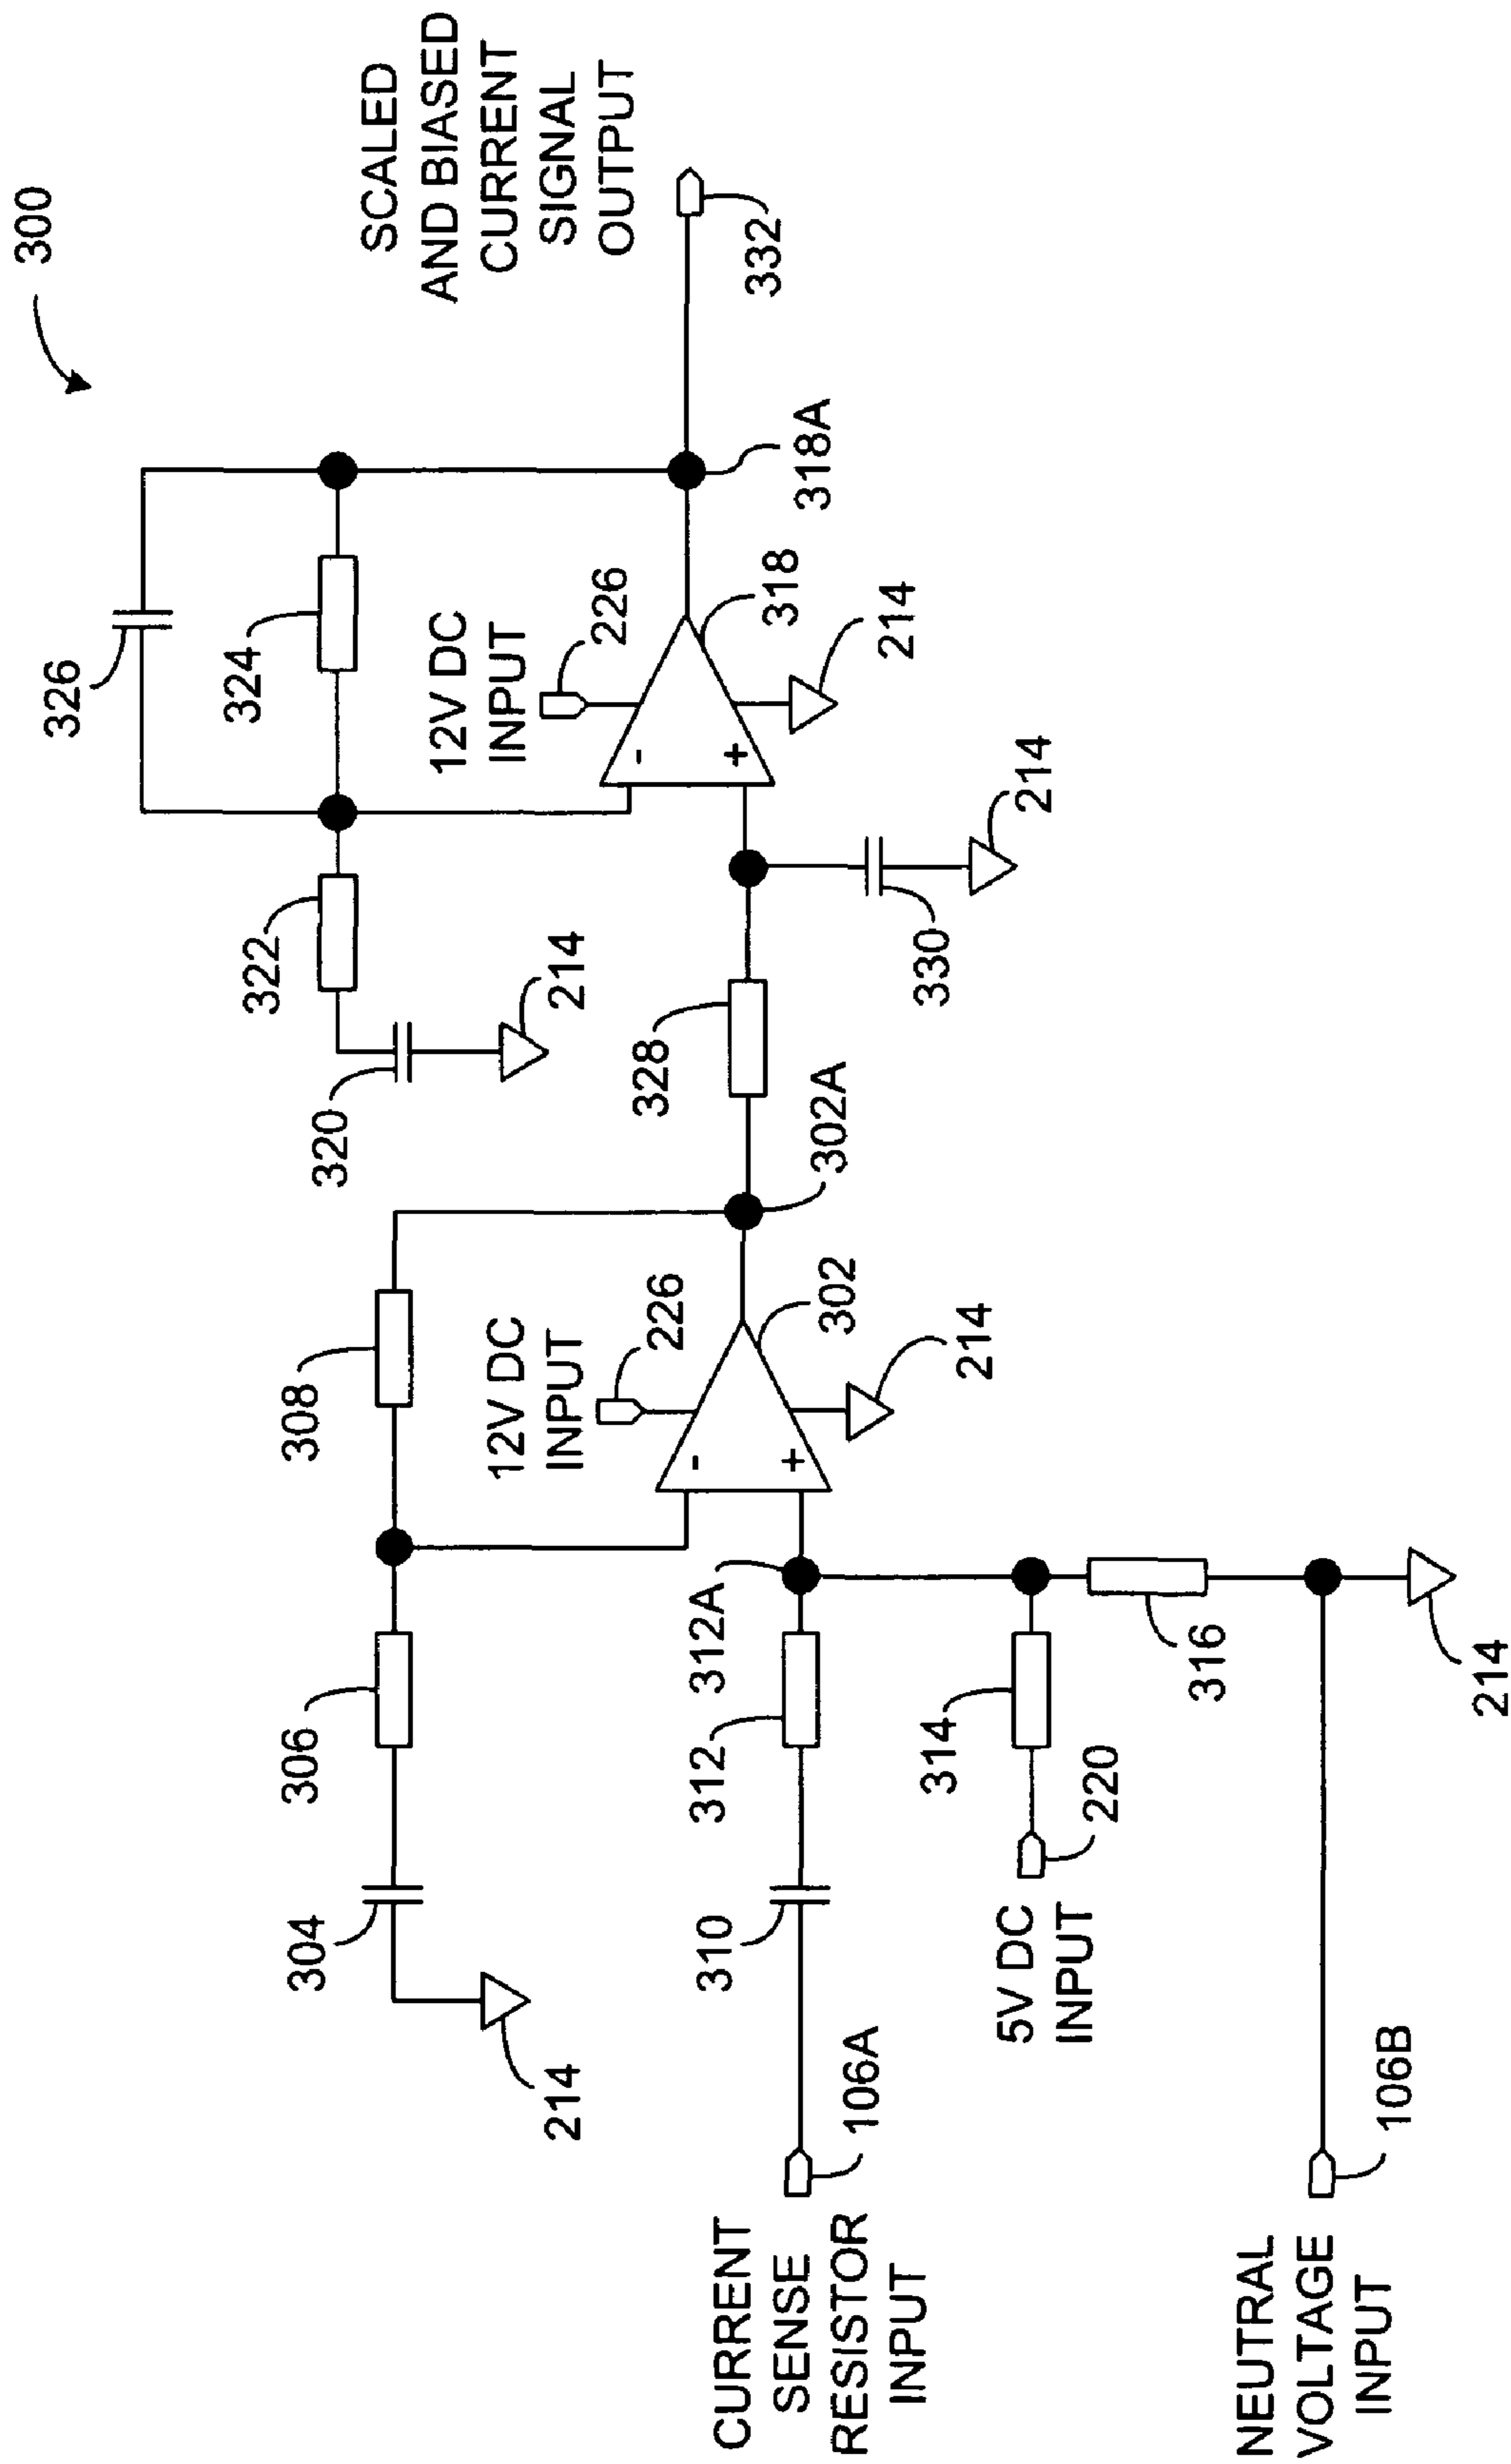 300
SCALED
AND BIASED
CURRENT
SIGNAL
OUTPUT
326
324
322
320
214
12V DC
INPUT
226
318
318A
332
214
328
330
214
308
306
304
214
12V DC
INPUT
226
302
302A
214
312A
312
310
314
316
CURRENT
SENSE
RESISTOR
INPUT
106A
5V DC
INPUT
220
NEUTRAL
VOLTAGE
INPUT
106B
214
-
+
-
+